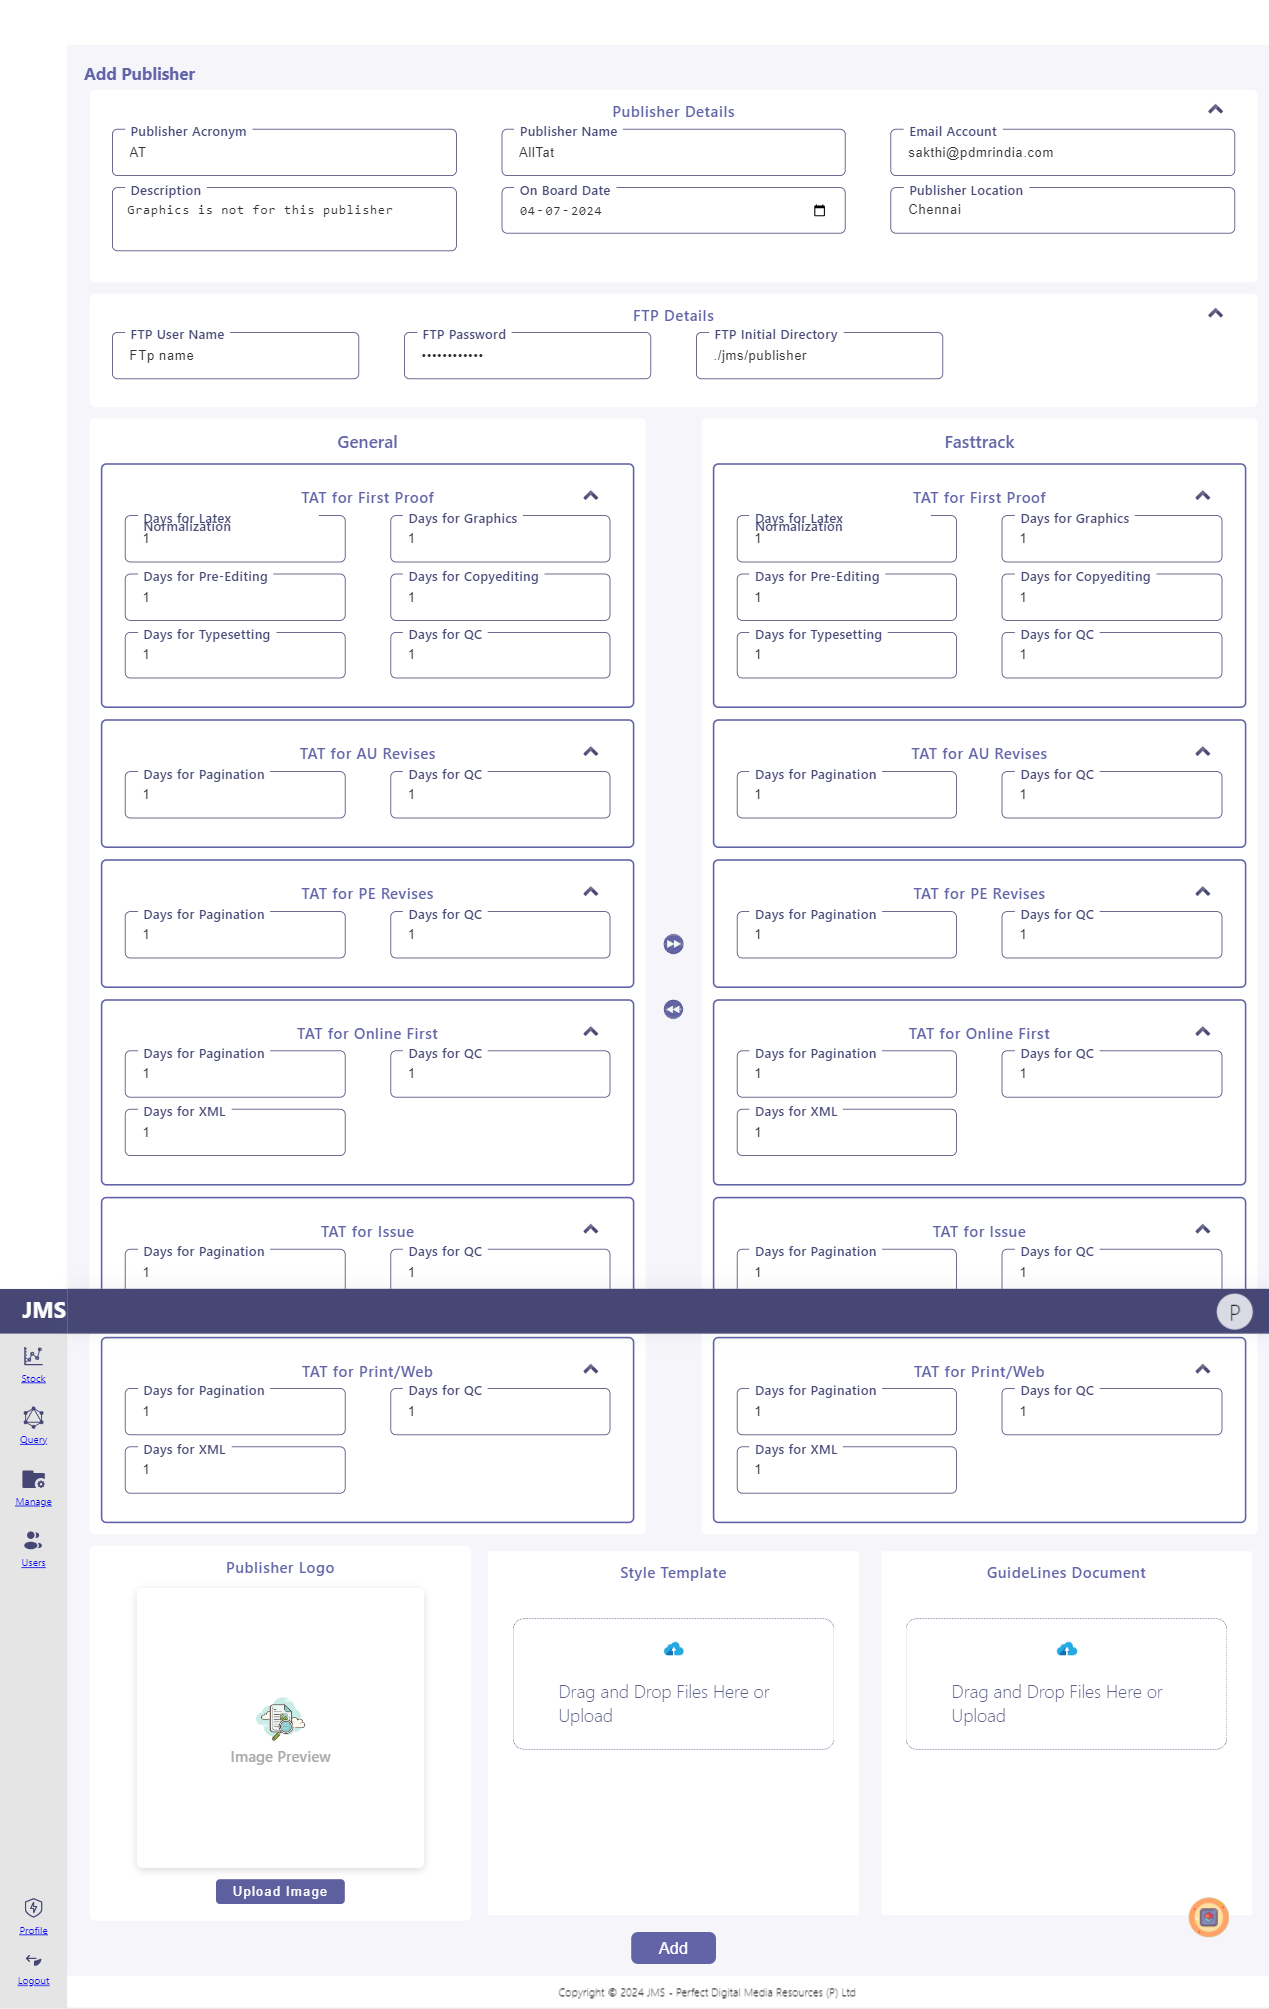 Add Publisher
Publisher Details
Publisher Acronym
Publisher Name
Email Account
AT
AllTat
sakthi@pdmrindia.com
Description
On Board Date
Publisher Location
Graphics is not for this publisher
04-07-2024
Chennai
FTP Details
FTP User Name
FTP Password
FTP Initial Directory
FTp name
••••••••••••
./jms/publisher
General
TAT for First Proof
Days for Latex
Normalization
Days for Graphics
1
1
Days for Pre-Editing
Days for Copyediting
1
1
Days for Typesetting
Days for QC
1
1
TAT for AU Revises
Days for Pagination
Days for QC
1
1
TAT for PE Revises
Days for Pagination
Days for QC
1
1
TAT for Online First
Days for Pagination
Days for QC
1
1
Days for XML
1
TAT for Issue
Days for Pagination
Days for QC
1
1
TAT for Print/Web
Days for Pagination
Days for QC
1
1
Days for XML
1
Fasttrack
TAT for First Proof
Days for Latex
Normalization
Days for Graphics
1
1
Days for Pre-Editing
Days for Copyediting
1
1
Days for Typesetting
Days for QC
1
1
TAT for AU Revises
Days for Pagination
Days for QC
1
1
TAT for PE Revises
Days for Pagination
Days for QC
1
1
TAT for Online First
Days for Pagination
Days for QC
1
1
Days for XML
1
TAT for Issue
Days for Pagination
Days for QC
1
1
TAT for Print/Web
Days for Pagination
Days for QC
1
1
Days for XML
1
JMS
P
Stock
Query
Manage
Users
Profile
Logout
Publisher Logo
Image Preview
Upload Image
Style Template
Drag and Drop Files Here or
Upload
GuideLines Document
Drag and Drop Files Here or
Upload
Add
Copyright © 2024 JMS - Perfect Digital Media Resources (P) Ltd